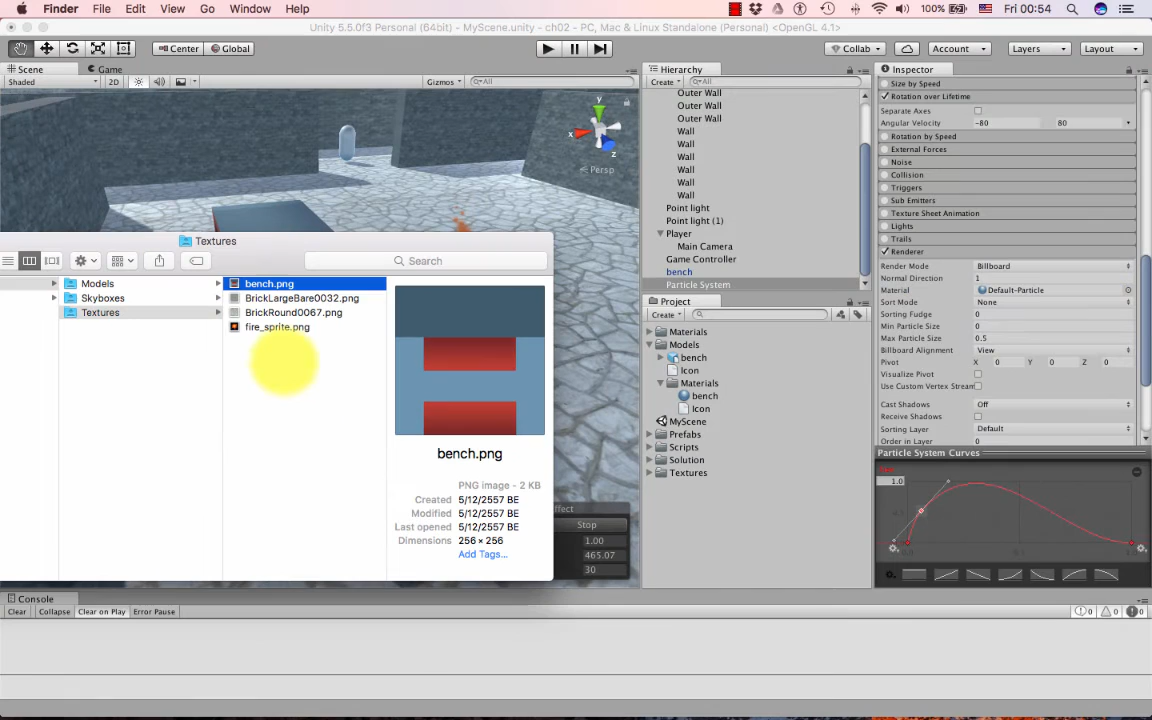 Finder File Edit View Go Window Help 100% Fri 00:54
Unity 5.5.0f3 Personal (64bit) - MyScene.unity - ch02 - PC, Mac & Linux Standalone (Personal) <OpenGL 4.1>
Center Global Collab Account Layers Layout
Scene Game
Shaded 2D Gizmos All
y
x
z
Persp
Textures
Search
Models
Skyboxes
Textures
bench.png
BrickLargeBare0032.png
BrickRound0067.png
fire_sprite.png
bench.png
PNG image - 2 KB
Created 5/12/2557 BE
Modified 5/12/2557 BE
Last opened 5/12/2557 BE
Dimensions 256 × 256
Add Tags...
Stop
1.00
465.07
30
Hierarchy
Create All
Outer Wall
Outer Wall
Outer Wall
Wall
Wall
Wall
Wall
Wall
Wall
Point light
Point light (1)
Player
Main Camera
Game Controller
bench
Particle System
Project
Create
Materials
Models
bench
Icon
Materials
bench
Icon
MyScene
Prefabs
Scripts
Solution
Textures
Inspector
Size by Speed
Rotation over Lifetime
Separate Axes
Angular Velocity -80 80
Rotation by Speed
External Forces
Noise
Collision
Triggers
Sub Emitters
Texture Sheet Animation
Lights
Trails
Renderer
Render Mode Billboard
Normal Direction 1
Material Default-Particle
Sort Mode None
Sorting Fudge 0
Min Particle Size 0
Max Particle Size 0.5
Billboard Alignment View
Pivot X 0 Y 0 Z 0
Visualize Pivot
Use Custom Vertex Stream
Cast Shadows Off
Receive Shadows
Sorting Layer Default
Order in Layer 0
Particle System Curves
1.0
Console
Clear Collapse Clear on Play Error Pause 0 0 0